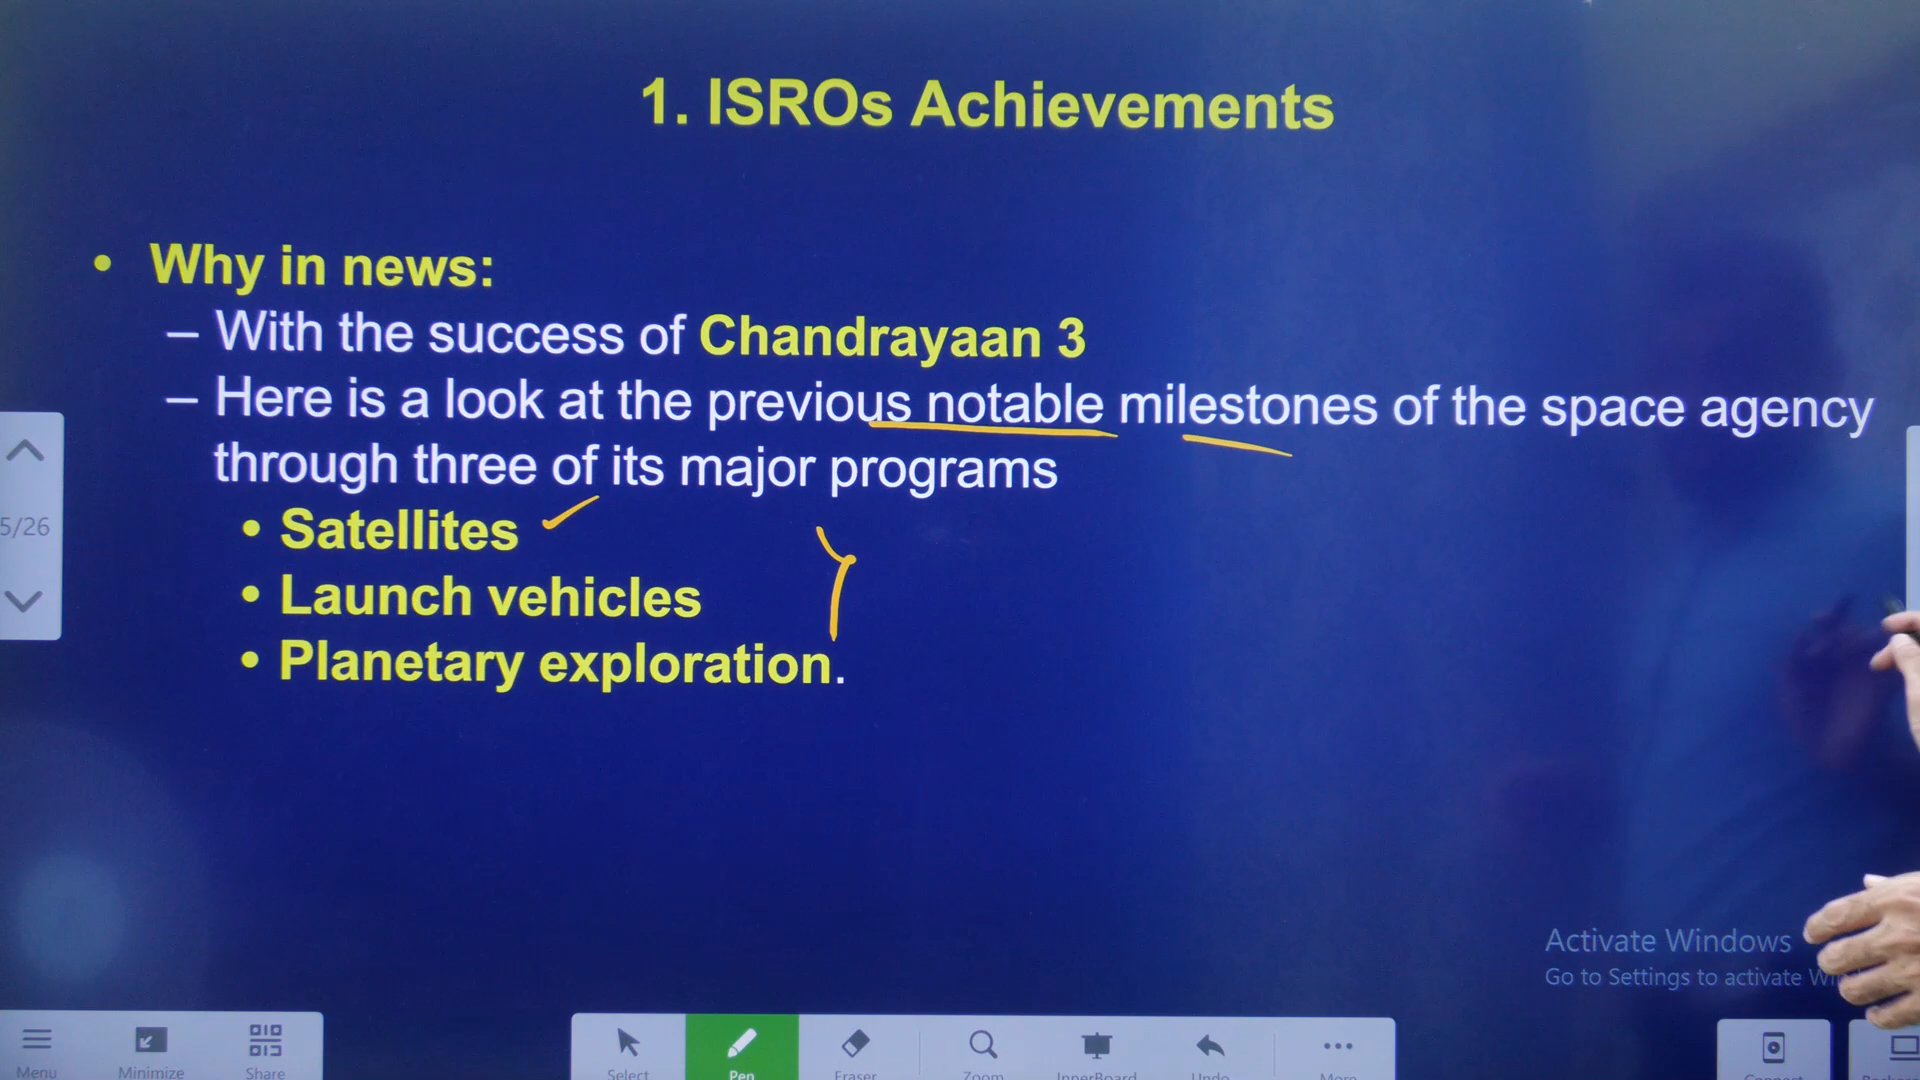 1. ISROs Achievements
• Why in news:
– With the success of Chandrayaan 3
– Here is a look at the previous notable milestones of the space agency
through three of its major programs
• Satellites
• Launch vehicles
• Planetary exploration.
5/26
Activate Windows
Go to Settings to activate
Menu
Minimize
Share
Select
Pen
Eraser
Zoom
InnerBoard
Undo
More
Connect